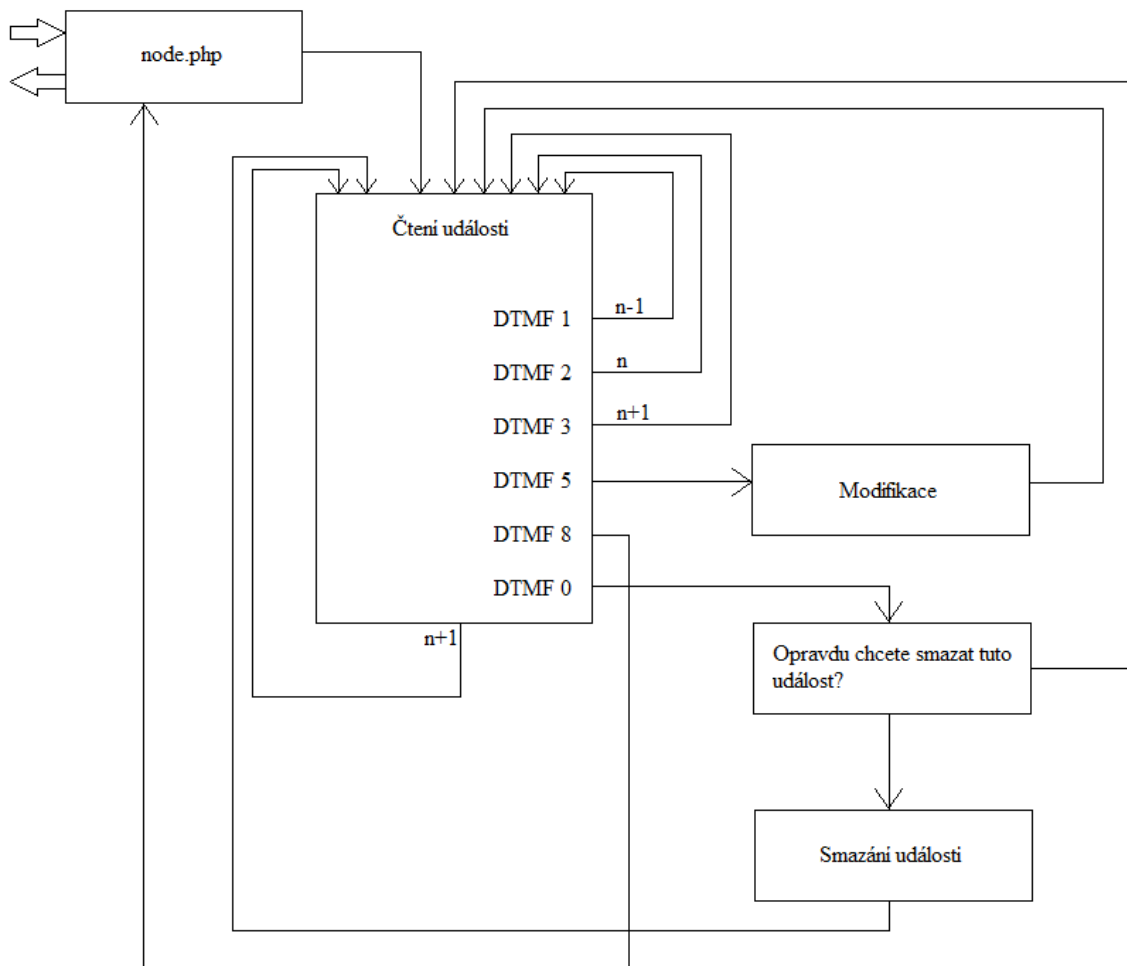 node.php
Čtení události
DTMF 1
n-1
DTMF 2
n
DTMF 3
n+1
DTMF 5
Modifikace
DTMF 8
DTMF 0
n+1
Opravdu chcete smazat tuto
událost?
Smazání události